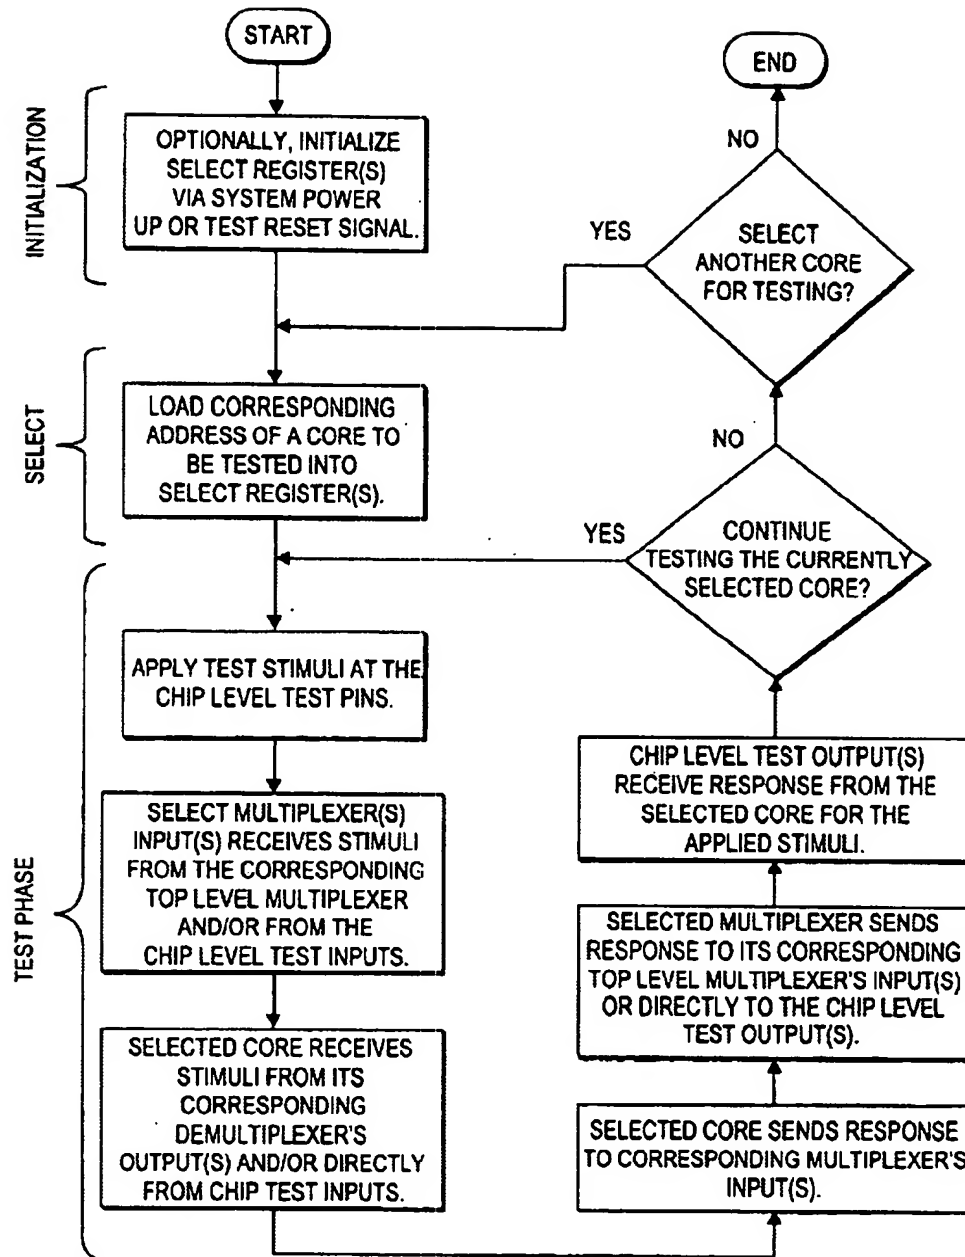 START
INITIALIZATION
OPTIONALLY, INITIALIZE
SELECT REGISTER(S)
VIA SYSTEM POWER
UP OR TEST RESET SIGNAL.
SELECT
LOAD CORRESPONDING
ADDRESS OF A CORE TO
BE TESTED INTO
SELECT REGISTER(S).
TEST PHASE
APPLY TEST STIMULI AT THE
CHIP LEVEL TEST PINS.
SELECT MULTIPLEXER(S)
INPUT(S) RECEIVES STIMULI
FROM THE CORRESPONDING
TOP LEVEL MULTIPLEXER
AND/OR FROM THE
CHIP LEVEL TEST INPUTS.
SELECTED CORE RECEIVES
STIMULI FROM ITS
CORRESPONDING
DEMULTIPLEXER'S
OUTPUT(S) AND/OR DIRECTLY
FROM CHIP TEST INPUTS.
SELECTED CORE SENDS RESPONSE
TO CORRESPONDING MULTIPLEXER'S
INPUT(S).
SELECTED MULTIPLEXER SENDS
RESPONSE TO ITS CORRESPONDING
TOP LEVEL MULTIPLEXER'S INPUT(S)
OR DIRECTLY TO THE CHIP LEVEL
TEST OUTPUT(S).
CHIP LEVEL TEST OUTPUT(S)
RECEIVE RESPONSE FROM THE
SELECTED CORE FOR THE
APPLIED STIMULI.
CONTINUE
TESTING THE CURRENTLY
SELECTED CORE?
YES
NO
SELECT
ANOTHER CORE
FOR TESTING?
YES
NO
END